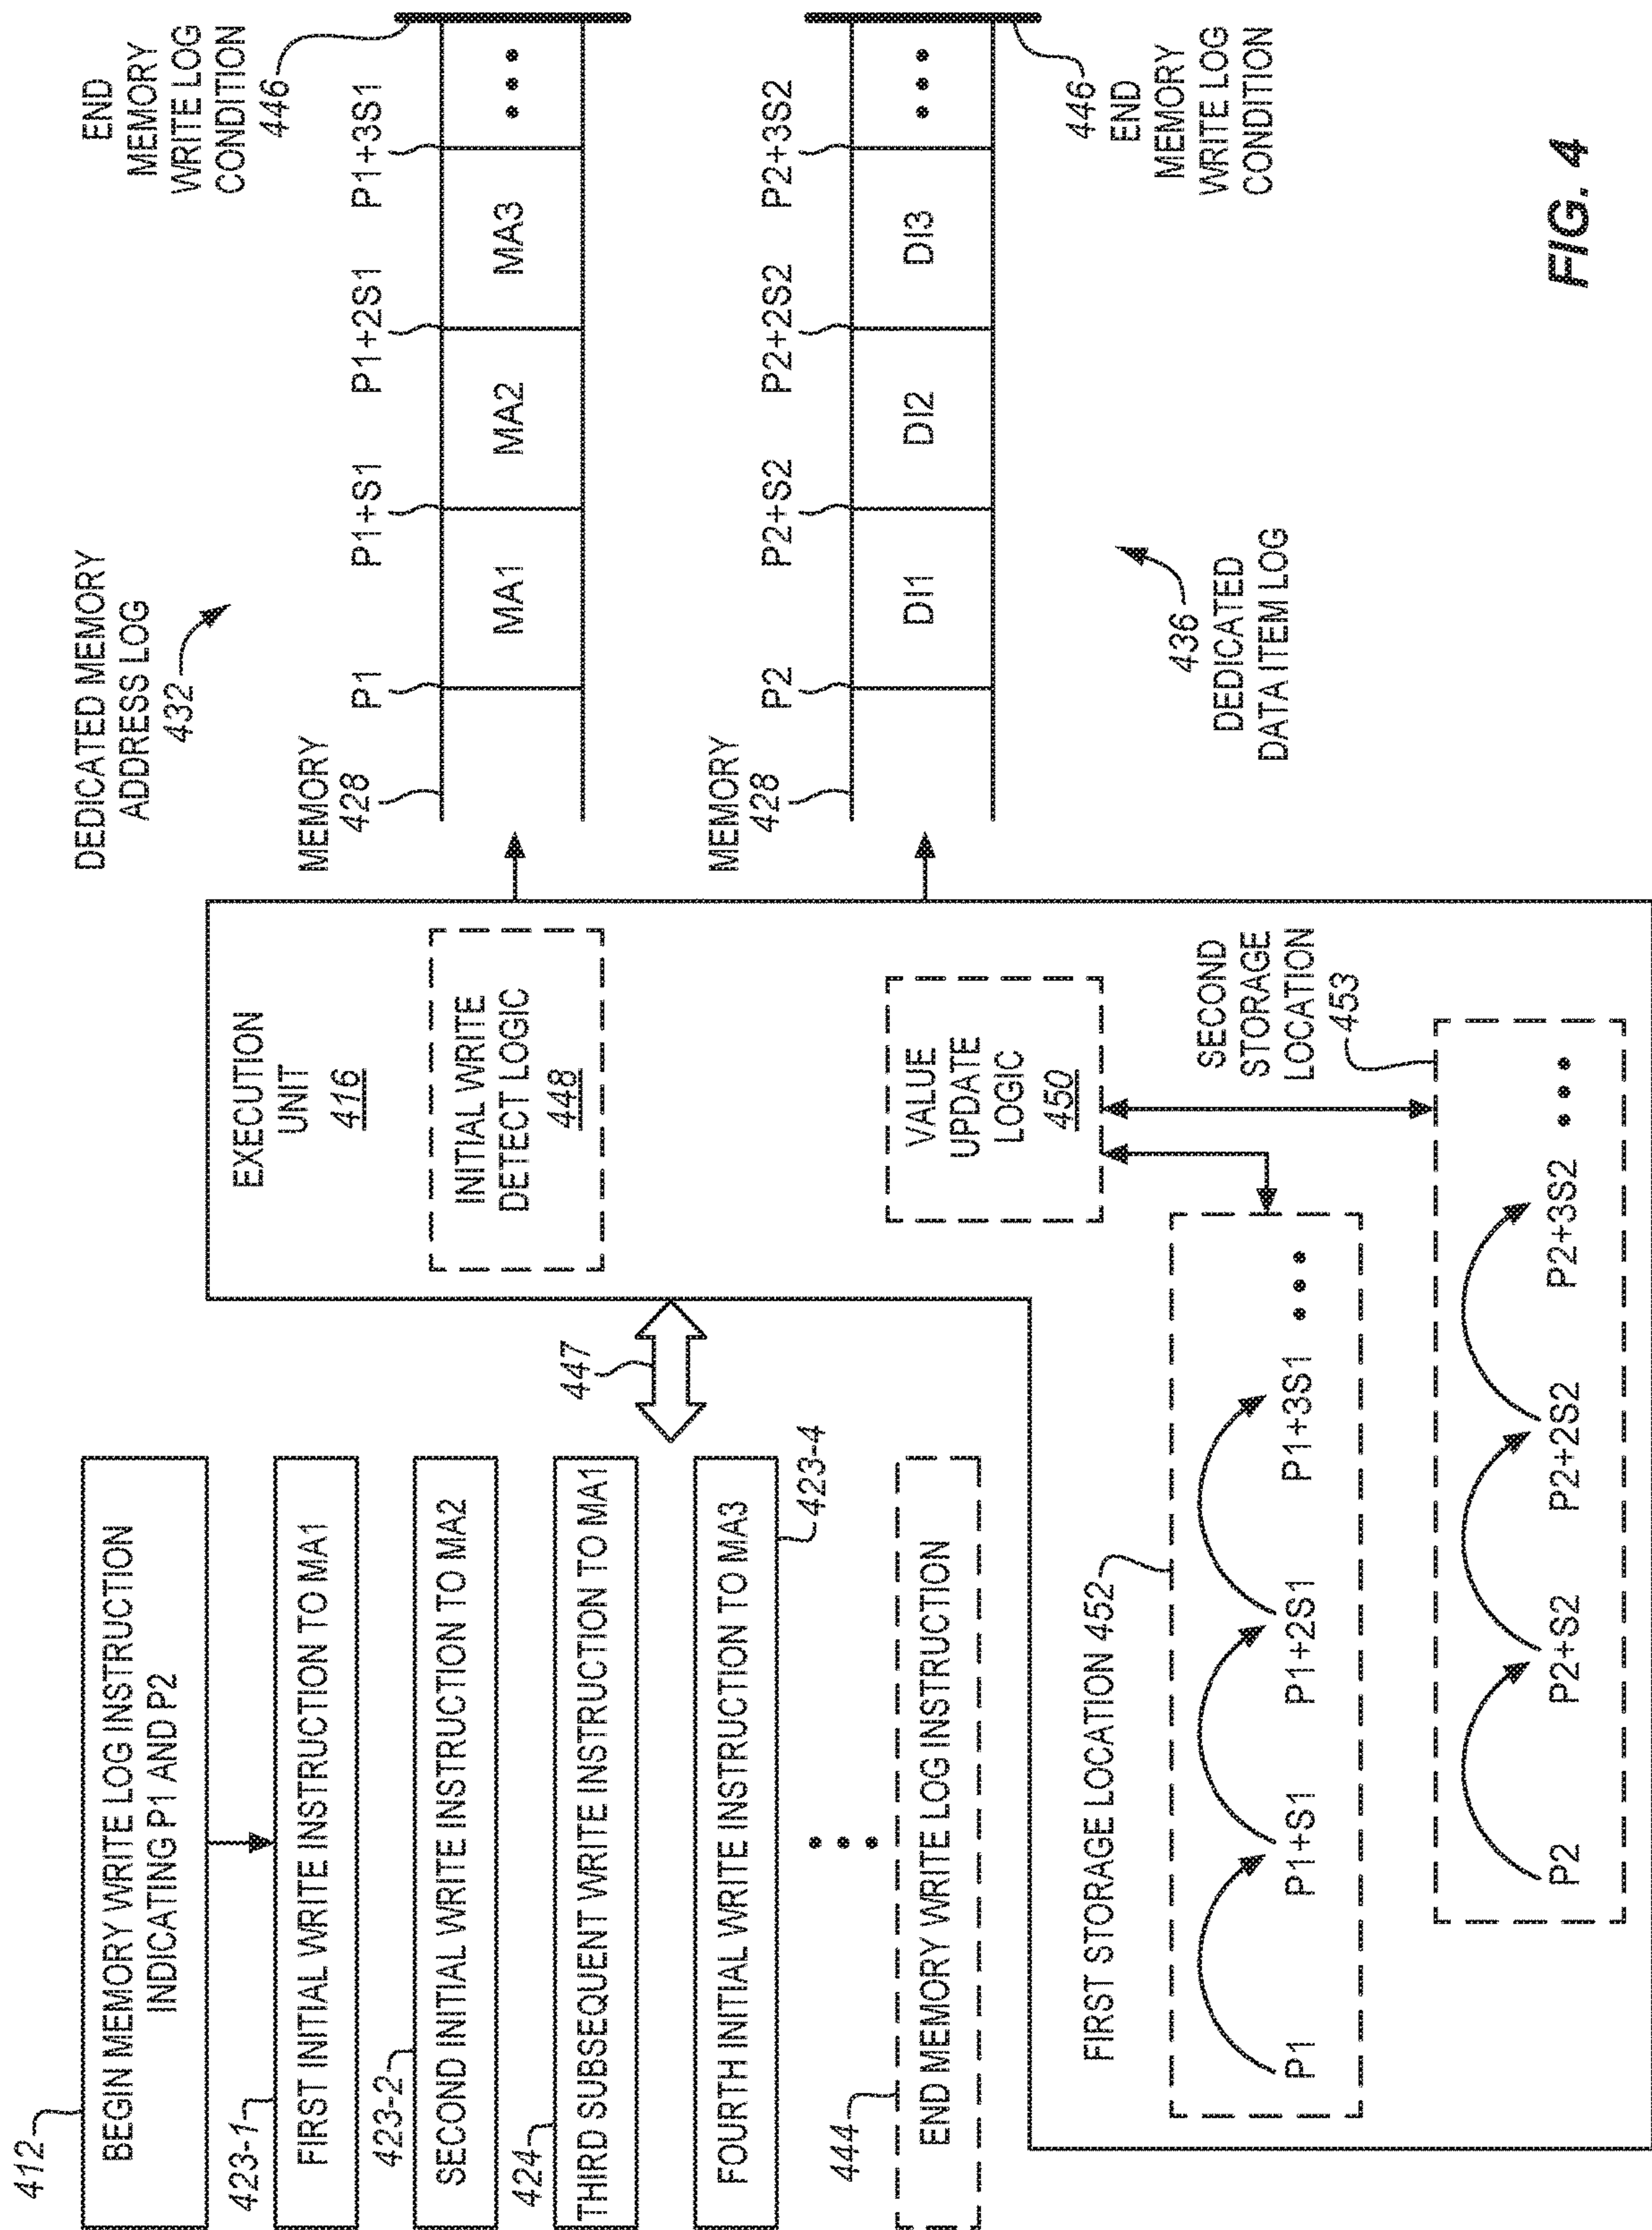 412
BEGIN MEMORY WRITE LOG INSTRUCTION
INDICATING P1 AND P2
423-1
FIRST INITIAL WRITE INSTRUCTION TO MA1
423-2
SECOND INITIAL WRITE INSTRUCTION TO MA2
424
THIRD SUBSEQUENT WRITE INSTRUCTION TO MA1
FOURTH INITIAL WRITE INSTRUCTION TO MA3
423-4
444
END MEMORY WRITE LOG INSTRUCTION
447
EXECUTION
UNIT
416
INITIAL WRITE
DETECT LOGIC
448
VALUE
UPDATE
LOGIC
450
FIRST STORAGE LOCATION 452
P1
P1+S1
P1+2S1
P1+3S1
SECOND
STORAGE
LOCATION
453
P2
P2+S2
P2+2S2
P2+3S2
DEDICATED MEMORY
ADDRESS LOG
432
MEMORY
428
P1
P1+S1
P1+2S1
P1+3S1
END
MEMORY
WRITE LOG
CONDITION
446
MA1
MA2
MA3
MEMORY
428
P2
P2+S2
P2+2S2
P2+3S2
DI1
DI2
DI3
446
END
MEMORY
WRITE LOG
CONDITION
436
DEDICATED
DATA ITEM LOG
FIG. 4